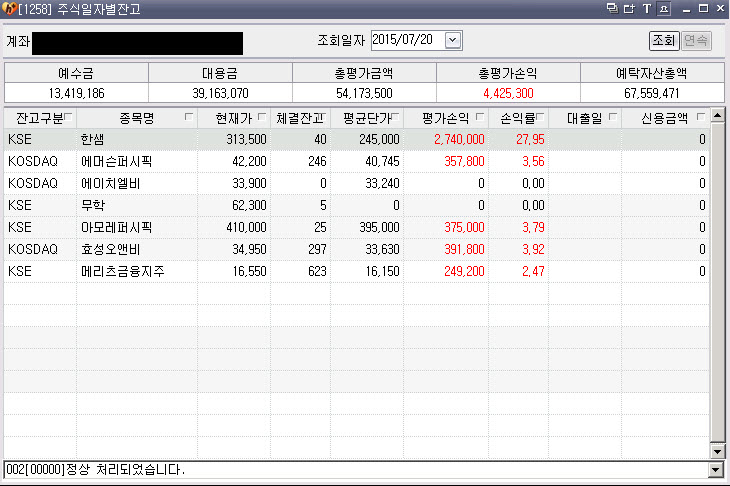 [1258] 주식일자별잔고
계좌 조회일자 2015/07/20 조회 연속
예수금 대용금 총평가금액 총평가손익 예탁자산총액
13,419,186 39,163,070 54,173,500 4,425,300 67,559,471
잔고구분 종목명 현재가 체결잔고 평균단가 평가손익 손익률 대출일 신용금액
KSE 한샘 313,500 40 245,000 2,740,000 27.95 0
KOSDAQ 에머슨퍼시픽 42,200 246 40,745 357,800 3.56 0
KOSDAQ 에이치엘비 33,900 0 33,240 0 0.00 0
KSE 무학 62,300 5 0 0 0.00 0
KSE 아모레퍼시픽 410,000 25 395,000 375,000 3.79 0
KOSDAQ 효성오앤비 34,950 297 33,630 391,800 3.92 0
KSE 메리츠금융지주 16,550 623 16,150 249,200 2.47 0
002[00000]정상 처리되었습니다.